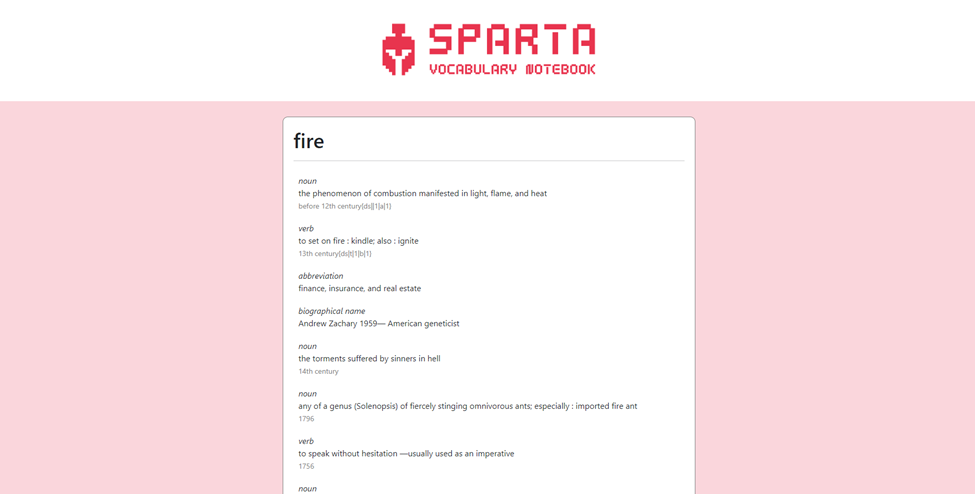 SPARTA
VOCABULARY NOTEBOOK
fire
noun
the phenomenon of combustion manifested in light, flame, and heat
before 12th century{ds||1|a|1}
verb
to set on fire : kindle; also : ignite
13th century{ds|t|1|b|1}
abbreviation
finance, insurance, and real estate
biographical name
Andrew Zachary 1959— American geneticist
noun
the torments suffered by sinners in hell
14th century
noun
any of a genus (Solenopsis) of fiercely stinging omnivorous ants; especially : imported fire ant
1796
verb
to speak without hesitation —usually used as an imperative
1756
noun